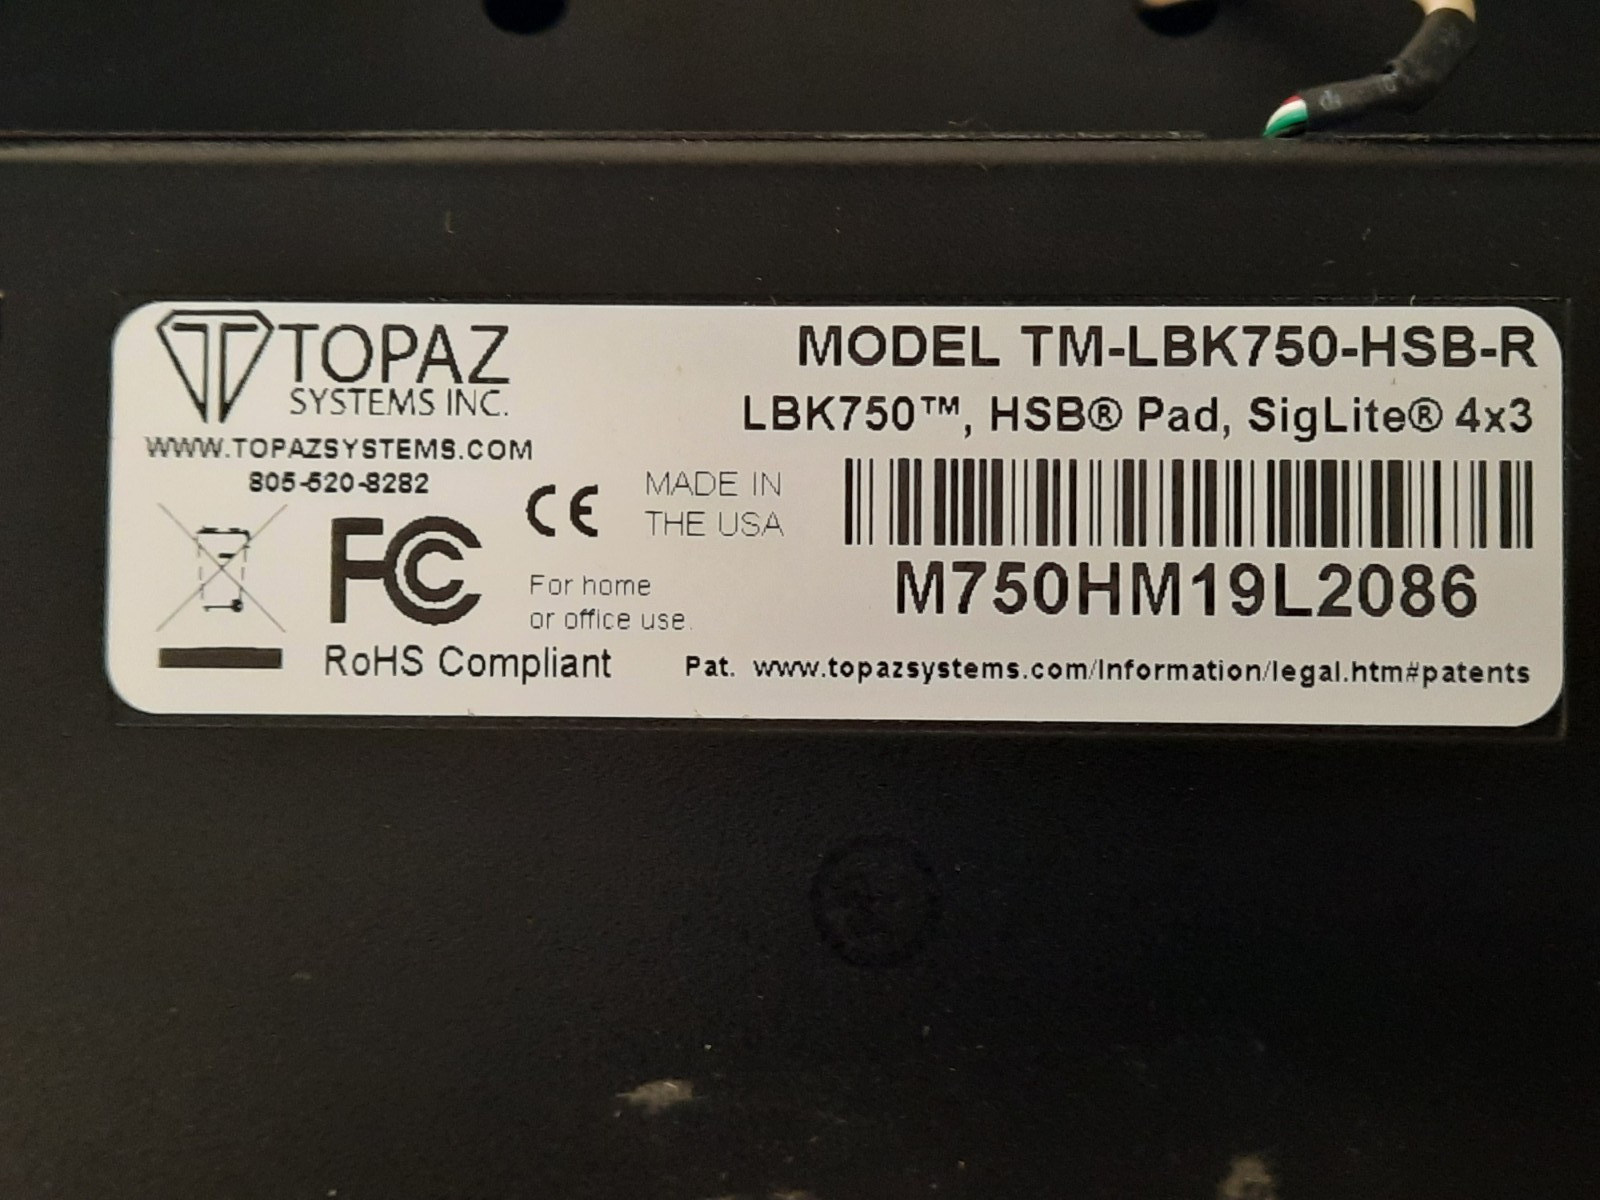 TOPAZ
SYSTEMS INC.
WWW.TOPAZSYSTEMS.COM
805-520-8282
MODEL TM-LBK750-HSB-R
LBK750™, HSB® Pad, SigLite® 4x3
CE
MADE IN
THE USA
M750HM19L2086
FC
For home
or office use.
RoHS Compliant
Pat. www.topazsystems.com/Information/legal.htm#patents